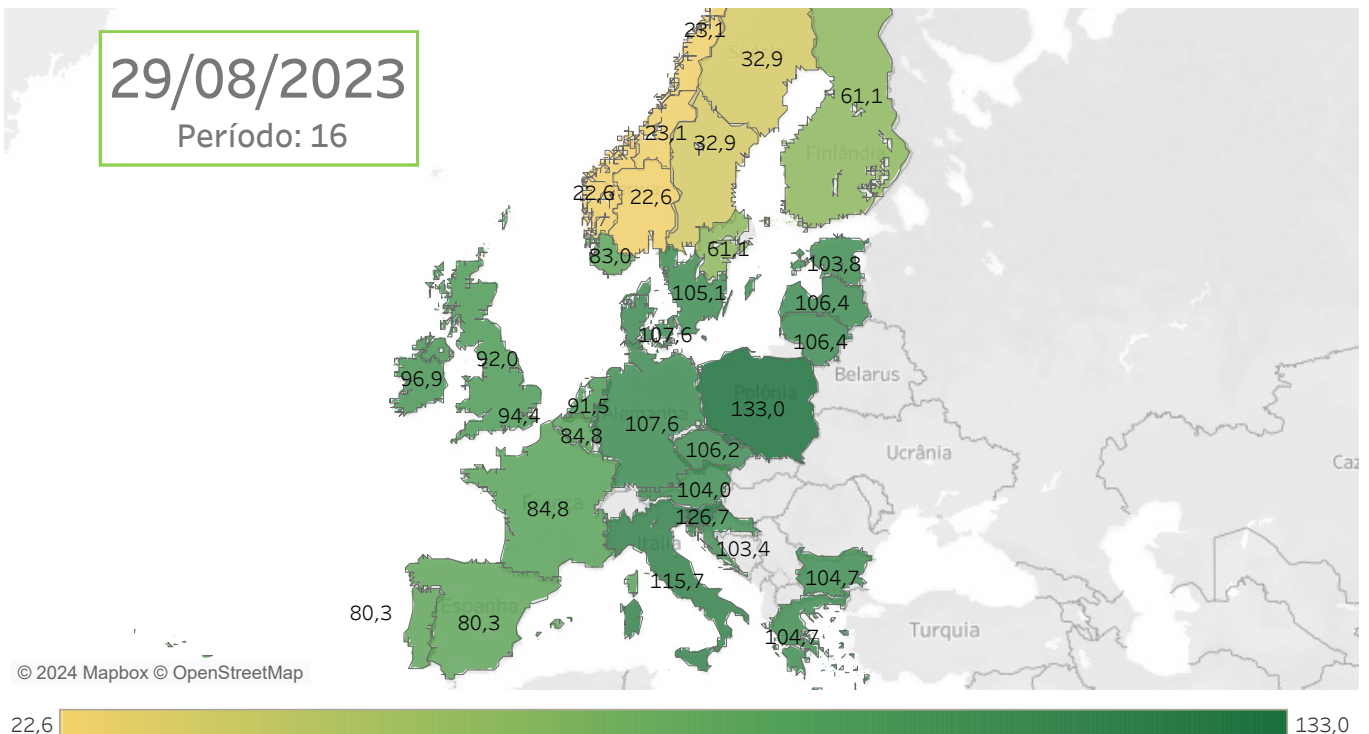 29/08/2023
Período: 16
23,1
32,9
61,1
23,1
32,9
Finlândia
22,6
22,6
83,0
61,1
103,8
105,1
106,4
107,6
106,4
92,0
96,9
Belarus
Polônia
133,0
91,5
94,4
Alemanha
107,6
84,8
106,2
Ucrânia
104,0
84,8
França
126,7
Itália
103,4
115,7
104,7
Espanha
80,3
80,3
104,7
Turquia
Caz
© 2024 Mapbox © OpenStreetMap
22,6
133,0